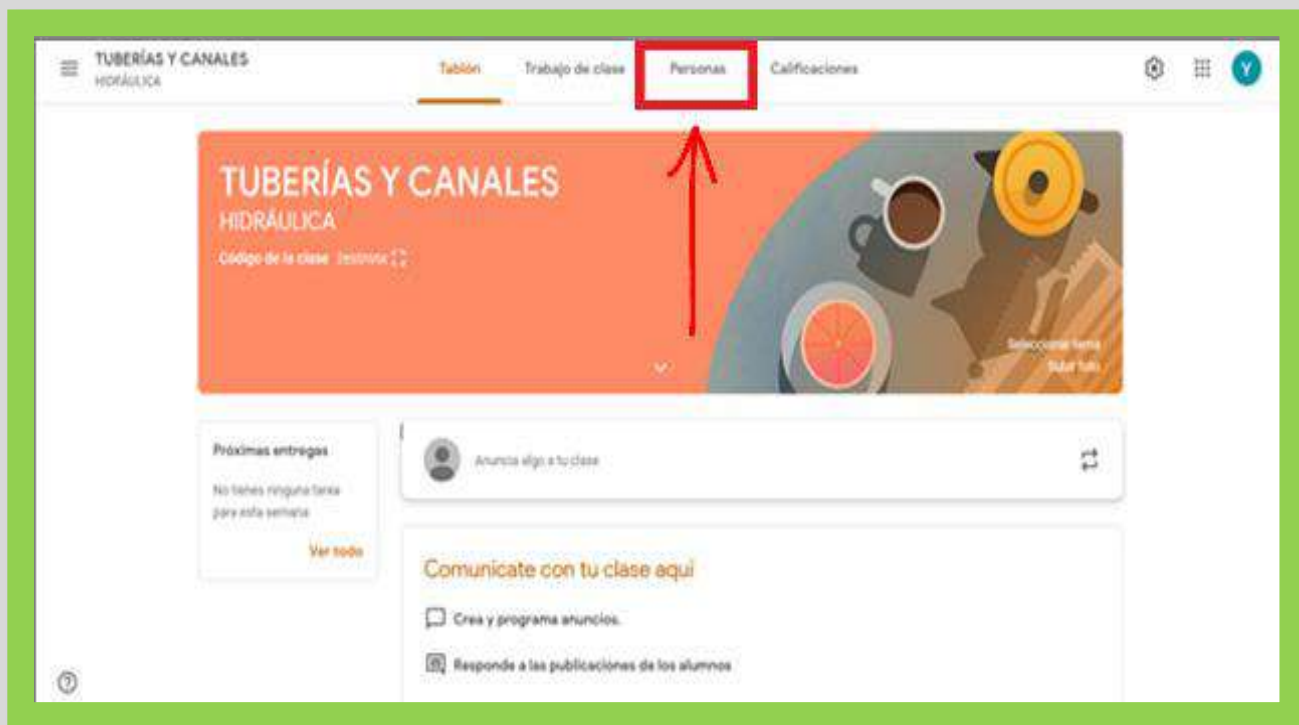 TUBERÍAS Y CANALES
HIDRÁULICA
Tablón
Trabajo de clase
Personas
Calificaciones
Y
TUBERÍAS Y CANALES
HIDRÁULICA
Código de la clase
Seleccionar tema
Subir foto
Próximas entregas
No tienes ninguna tarea
para esta semana
Ver todo
Anuncia algo a tu clase
Comunícate con tu clase aquí
Crea y programa anuncios.
Responde a las publicaciones de los alumnos